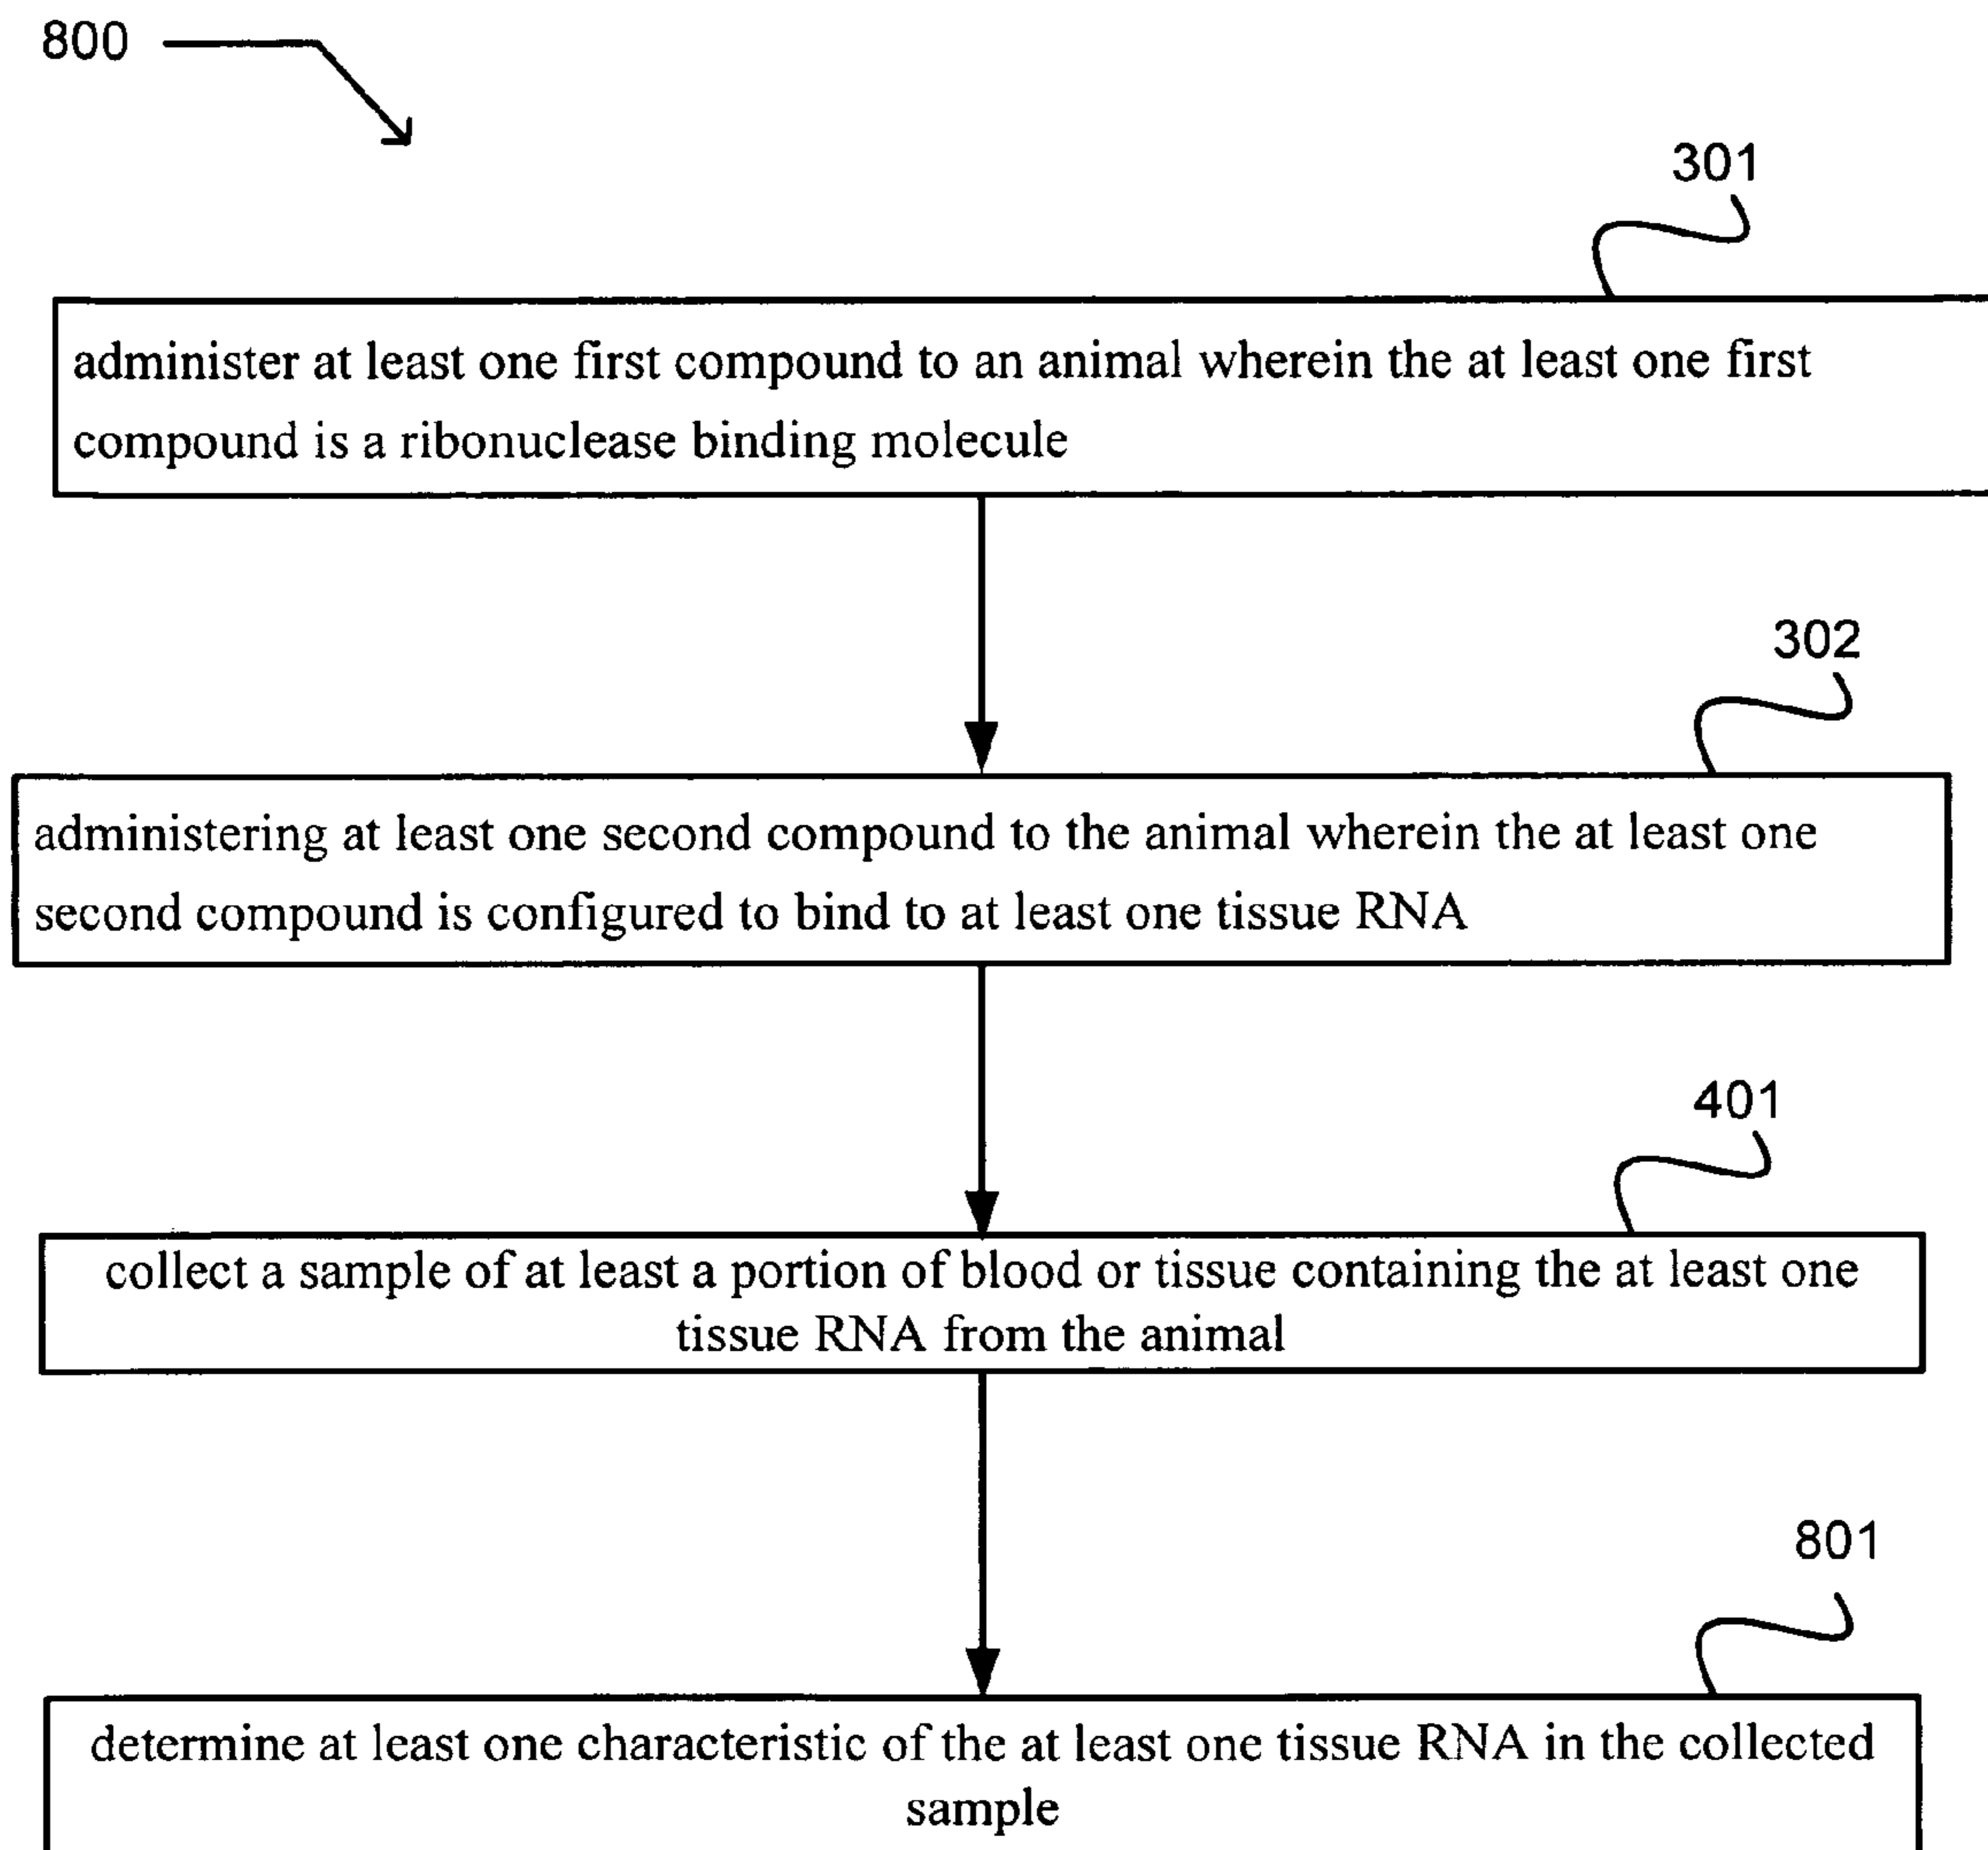 800
301
administer at least one first compound to an animal wherein the at least one first
compound is a ribonuclease binding molecule
302
administering at least one second compound to the animal wherein the at least one
second compound is configured to bind to at least one tissue RNA
401
collect a sample of at least a portion of blood or tissue containing the at least one
tissue RNA from the animal
801
determine at least one characteristic of the at least one tissue RNA in the collected
sample